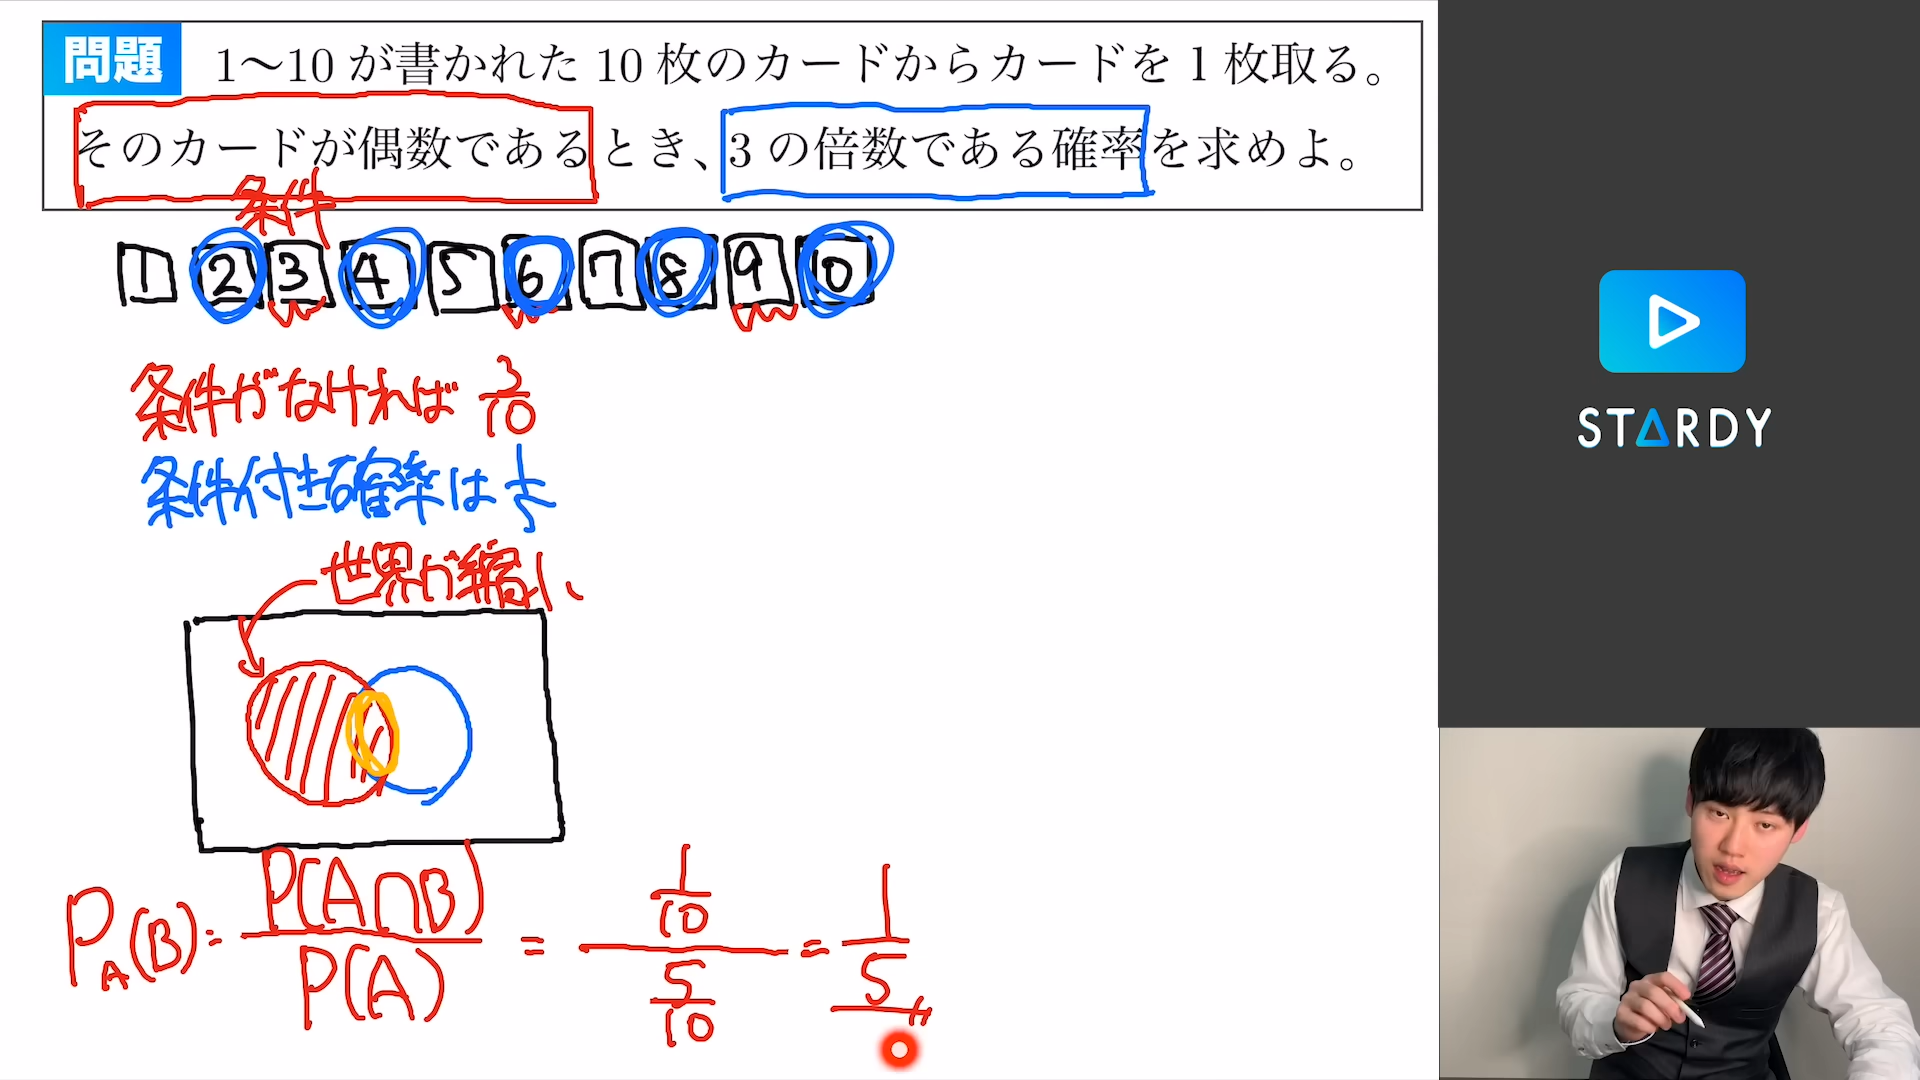 問題 1〜10 が書かれた 10 枚のカードからカードを 1 枚取る。
そのカードが偶数であるとき、3 の倍数である確率を求めよ。
条件
1 2 3 4 5 6 7 8 9 10
条件がなければ 3/10
条件付き確率は 1/5
世界が縮小
P_A(B) = P(A∩B)/P(A) = (1/10)/(5/10) = 1/5
STARDY